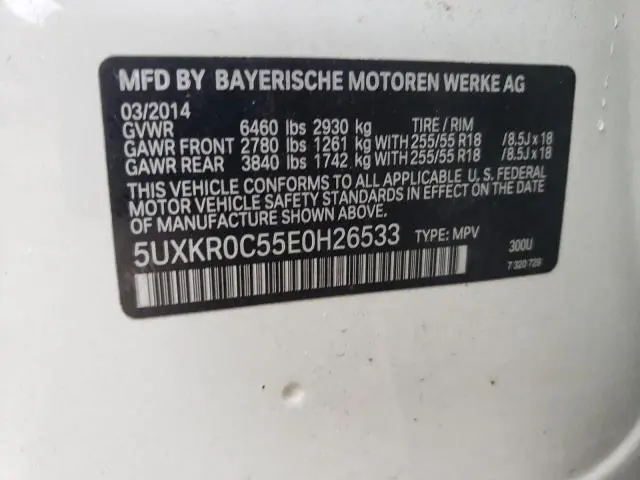 MFD BY BAYERISCHE MOTOREN WERKE AG
03/2014
GVWR 6460 lbs 2930 kg TIRE / RIM
GAWR FRONT 2780 lbs 1261 kg WITH 255/55 R18 /8.5J x 18
GAWR REAR 3840 lbs 1742 kg WITH 255/55 R18 /8.5J x 18
THIS VEHICLE CONFORMS TO ALL APPLICABLE U. S. FEDERAL
MOTOR VEHICLE SAFETY STANDARDS IN EFFECT ON THE DATE
OF MANUFACTURE SHOWN ABOVE.
5UXKR0C55E0H26533 TYPE: MPV 300U
7 320 729